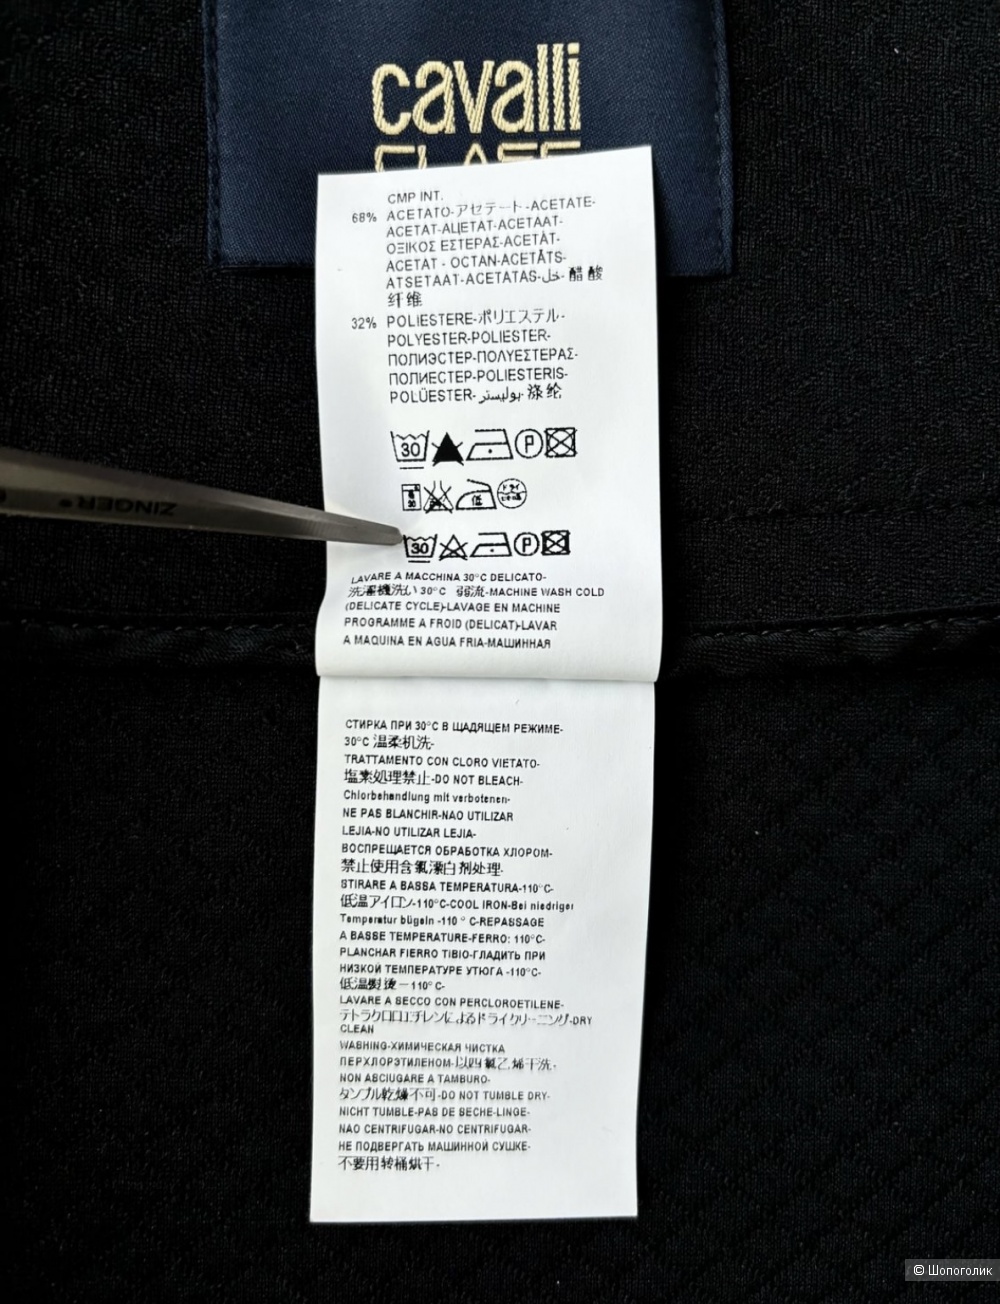 cavalli
CLASS
CMP INT.
68% ACETATO-アセテート-ACETATE-
ACETAT-АЦЕТАТ-ACETAAT-
ΟΞΙΚΟΣ ΕΣΤΕΡΑΣ-ACETÁT-
ACETAT - OCTAN-ACETÅTS-
ATSETAAT-ACETATAS-خل- 醋酸
纤维
32% POLIESTERE-ポリエステル-
POLYESTER-POLIESTER-
ПОЛИЭСТЕР-ΠΟΛΥΕΣΤΕΡΑΣ-
ПОЛИЕСТЕР-POLIESTERIS-
POLÜESTER-بوليستر-涤纶
30 P
30 低 ドライ
30 P
LAVARE A MACCHINA 30°C DELICATO-
洗濯機洗い 30°C 弱流-MACHINE WASH COLD
(DELICATE CYCLE)-LAVAGE EN MACHINE
PROGRAMME A FROID (DELICAT)-LAVAR
A MAQUINA EN AGUA FRIA-МАШИННАЯ
СТИРКА ПРИ 30°C В ЩАДЯЩЕМ РЕЖИМЕ-
30°C 温柔机洗-
TRATTAMENTO CON CLORO VIETATO-
塩素処理禁止-DO NOT BLEACH-
Chlorbehandlung mit verbotenen-
NE PAS BLANCHIR-NAO UTILIZAR
LEJIA-NO UTILIZAR LEJIA-
ВОСПРЕЩАЕТСЯ ОБРАБОТКА ХЛОРОМ-
禁止使用含氯漂白剂处理-
STIRARE A BASSA TEMPERATURA-110°C-
低温アイロン-110°C-COOL IRON-Bei niedriger
Temperatur bügeln -110 ° C-REPASSAGE
A BASSE TEMPERATURE-FERRO: 110°C-
PLANCHAR FIERRO TIBIO-ГЛАДИТЬ ПРИ
НИЗКОЙ ТЕМПЕРАТУРЕ УТЮГА -110°C-
低温熨烫-110°C-
LAVARE A SECCO CON PERCLOROETILENE-
テトラクロロエチレンによるドライクリーニング-DRY
CLEAN
WASHING-ХИМИЧЕСКАЯ ЧИСТКА
ПЕРХЛОРЭТИЛЕНОМ-以四氯乙烯干洗-
NON ASCIUGARE A TAMBURO-
タンブル乾燥不可-DO NOT TUMBLE DRY-
NICHT TUMBLE-PAS DE SECHE-LINGE-
NAO CENTRIFUGAR-NO CENTRIFUGAR-
НЕ ПОДВЕРГАТЬ МАШИННОЙ СУШКЕ-
不要用转桶烘干-
ZINGER®
© Шопоголик